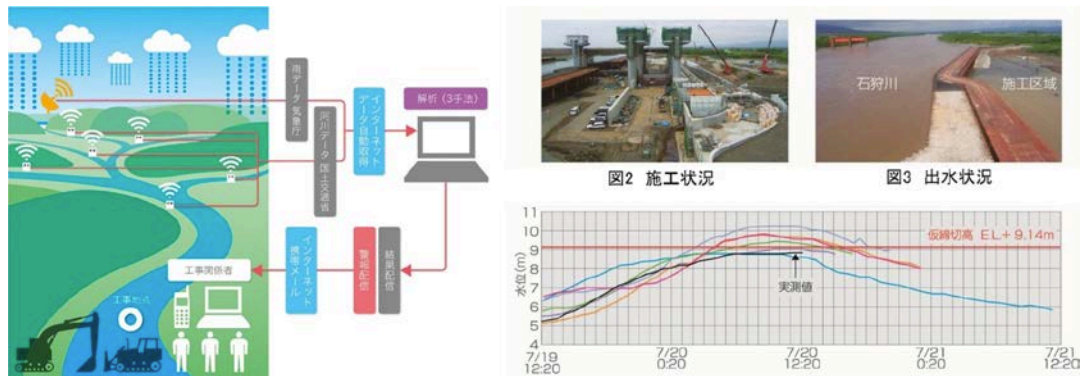 雨データ 気象庁
河川データ 国土交通省
インターネット
データ自動取得
解析（3手法）
結果配信
警報配信
インターネット
携帯メール
工事関係者
工事地点
図2 施工状況
石狩川
施工区域
図3 出水状況
水位(m)
11
10
9
8
7
6
5
4
仮締切高 E.L＋9.14m
実測値
7/19
12:20
7/20
0:20
7/20
12:20
7/21
0:20
7/21
12:20